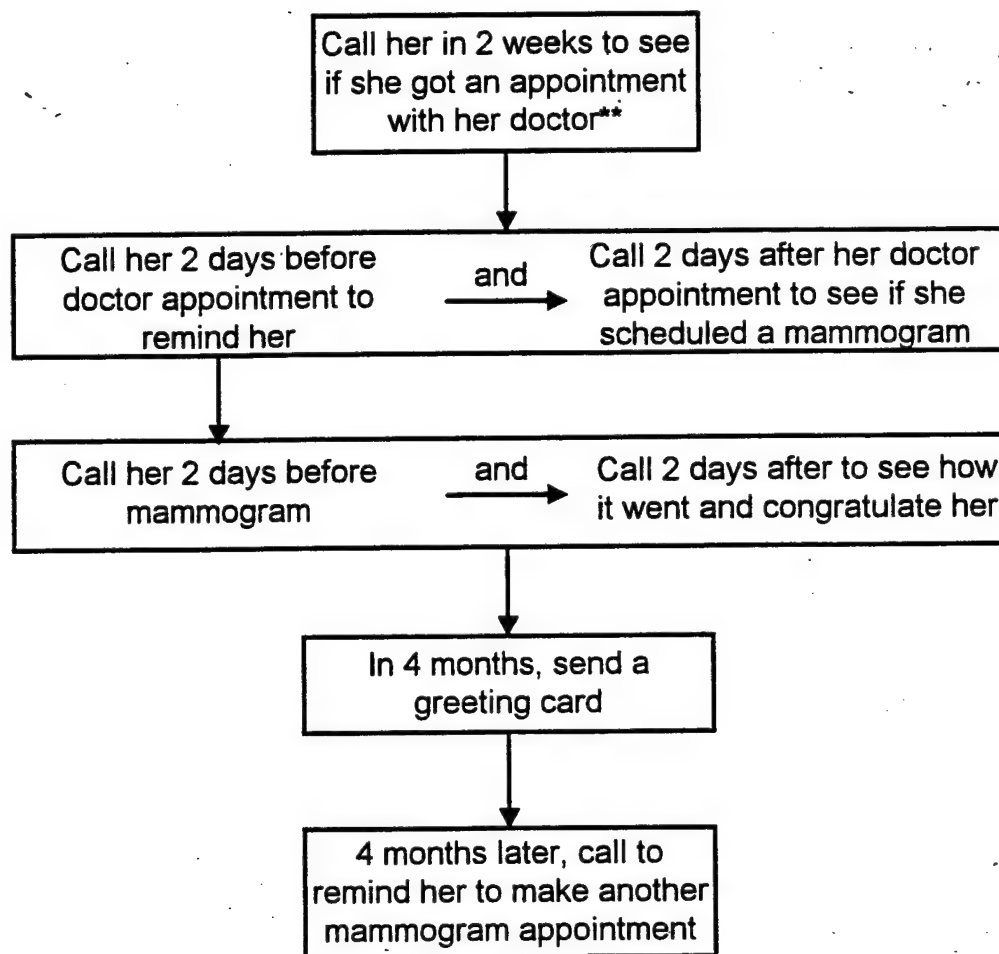 Call her in 2 weeks to see
if she got an appointment
with her doctor**
Call her 2 days before
doctor appointment to
remind her
and
Call 2 days after her doctor
appointment to see if she
scheduled a mammogram
Call her 2 days before
mammogram
and
Call 2 days after to see how
it went and congratulate her
In 4 months, send a
greeting card
4 months later, call to
remind her to make another
mammogram appointment